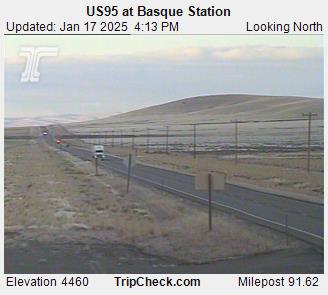 US95 at Basque Station
Updated: Jan 17 2025 4:13 PM Looking North
Elevation 4460 TripCheck.com Milepost 91.62